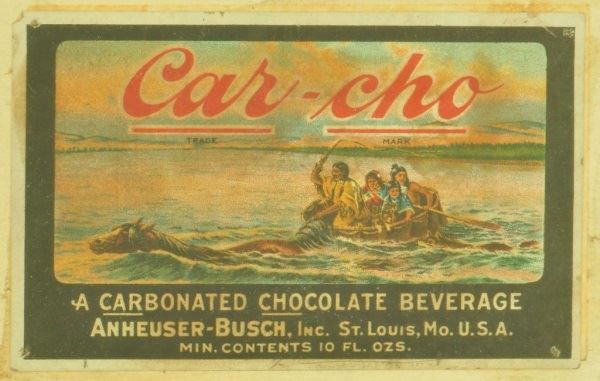 Car-cho
TRADE MARK
A CARBONATED CHOCOLATE BEVERAGE
ANHEUSER-BUSCH, INC. ST. LOUIS, MO. U.S.A.
MIN. CONTENTS 10 FL. OZS.